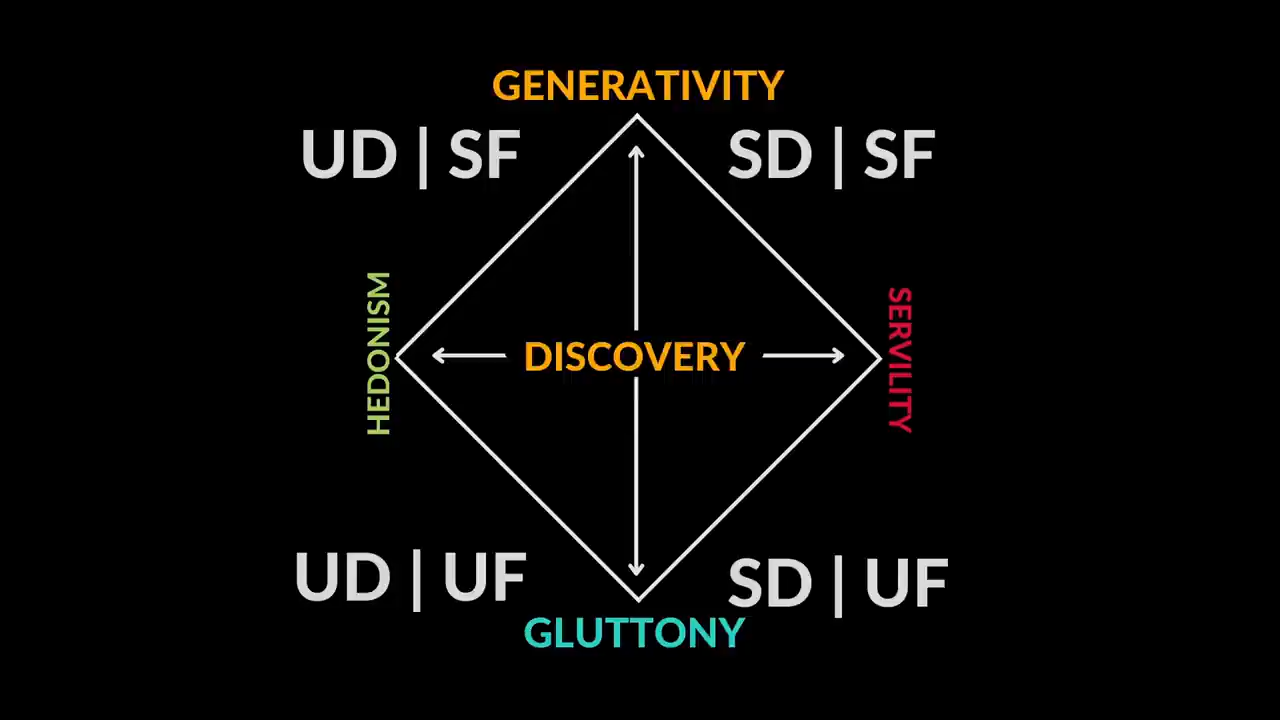 GENERATIVITY
UD | SF
SD | SF
HEDONISM
DISCOVERY
SERVILITY
UD | UF
SD | UF
GLUTTONY